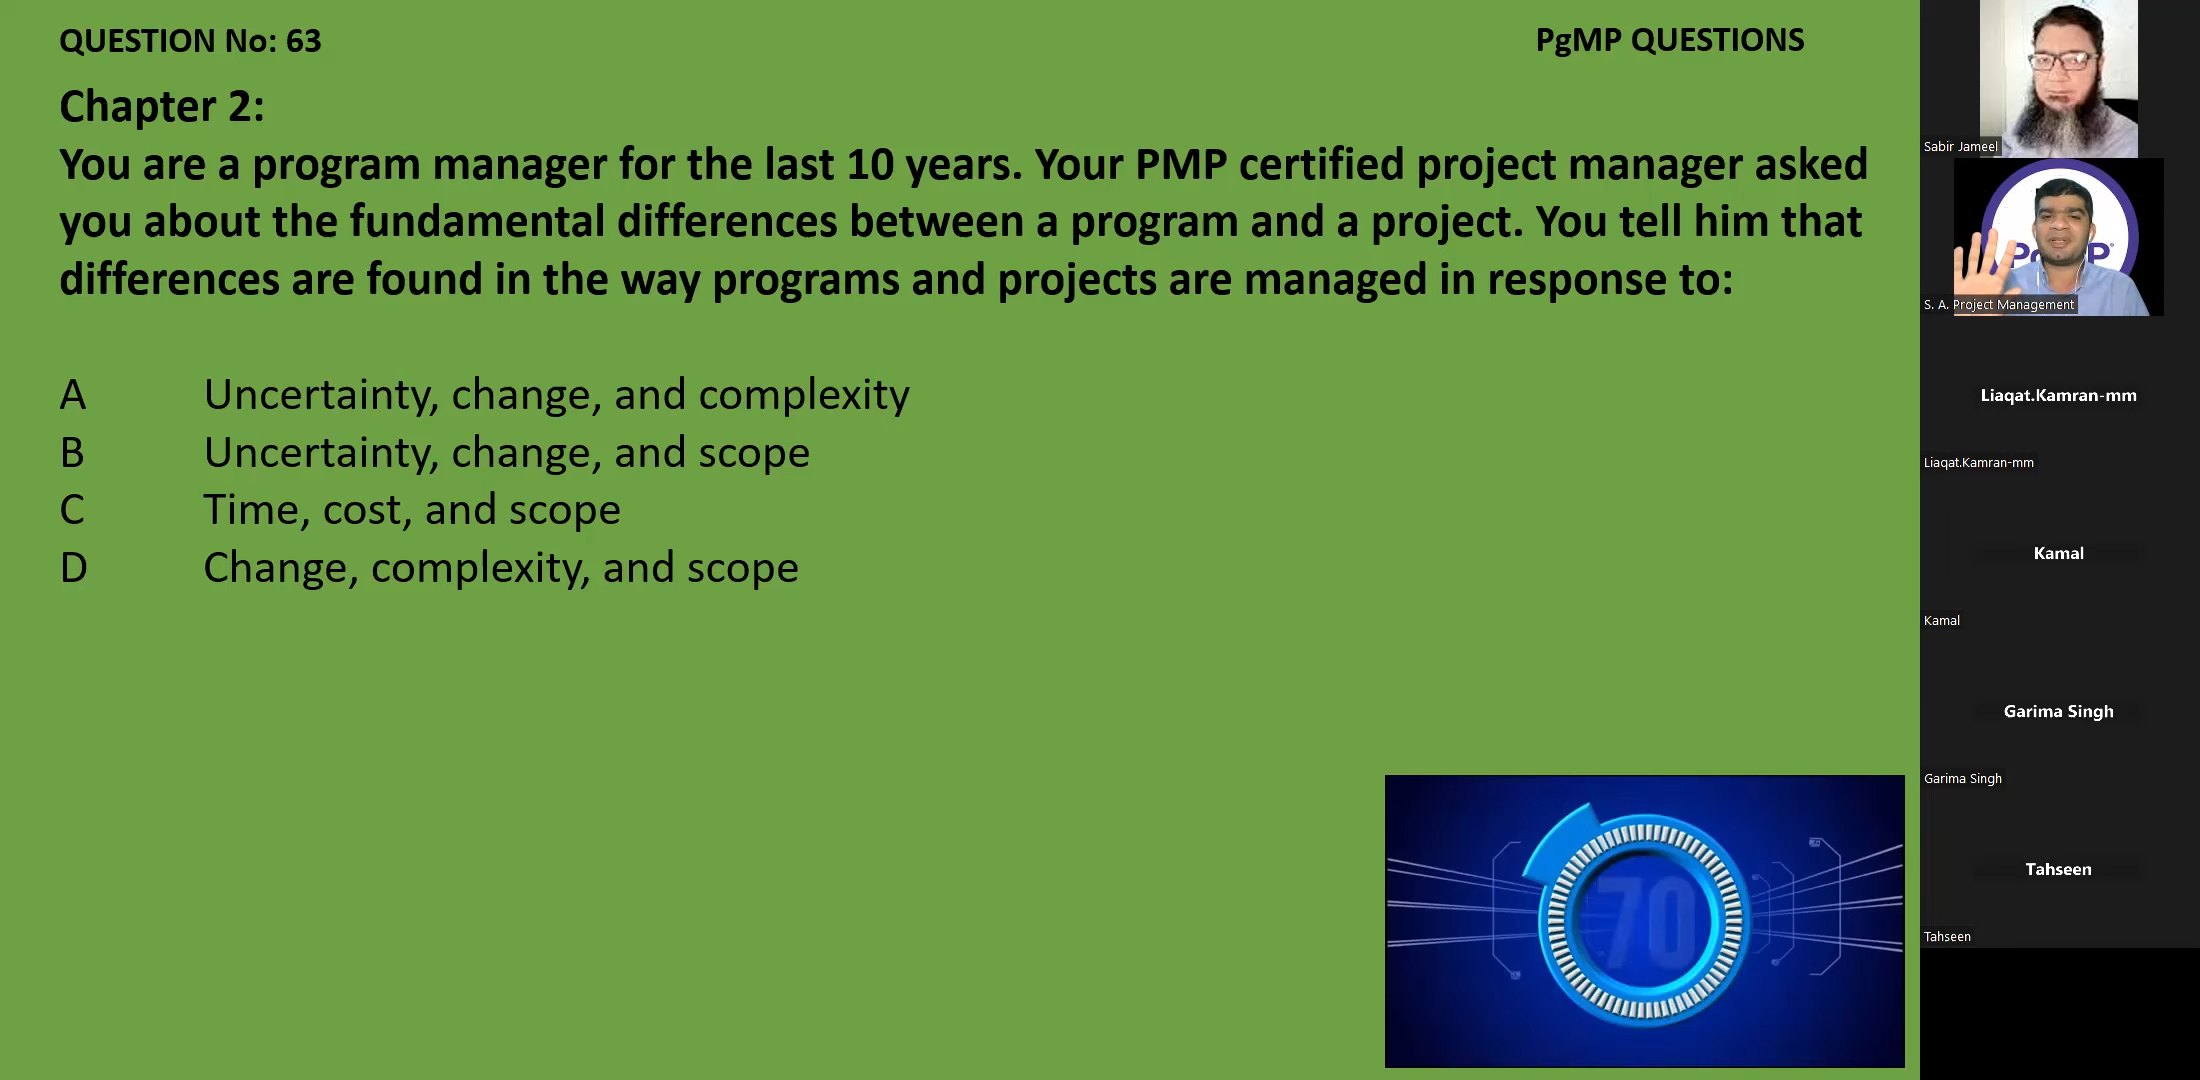 QUESTION No: 63
PgMP QUESTIONS
Chapter 2:
You are a program manager for the last 10 years. Your PMP certified project manager asked
you about the fundamental differences between a program and a project. You tell him that
differences are found in the way programs and projects are managed in response to:
A Uncertainty, change, and complexity
B Uncertainty, change, and scope
C Time, cost, and scope
D Change, complexity, and scope
70
Sabir Jameel
S. A. Project Management
Liaqat.Kamran-mm
Liaqat.Kamran-mm
Kamal
Kamal
Garima Singh
Garima Singh
Tahseen
Tahseen